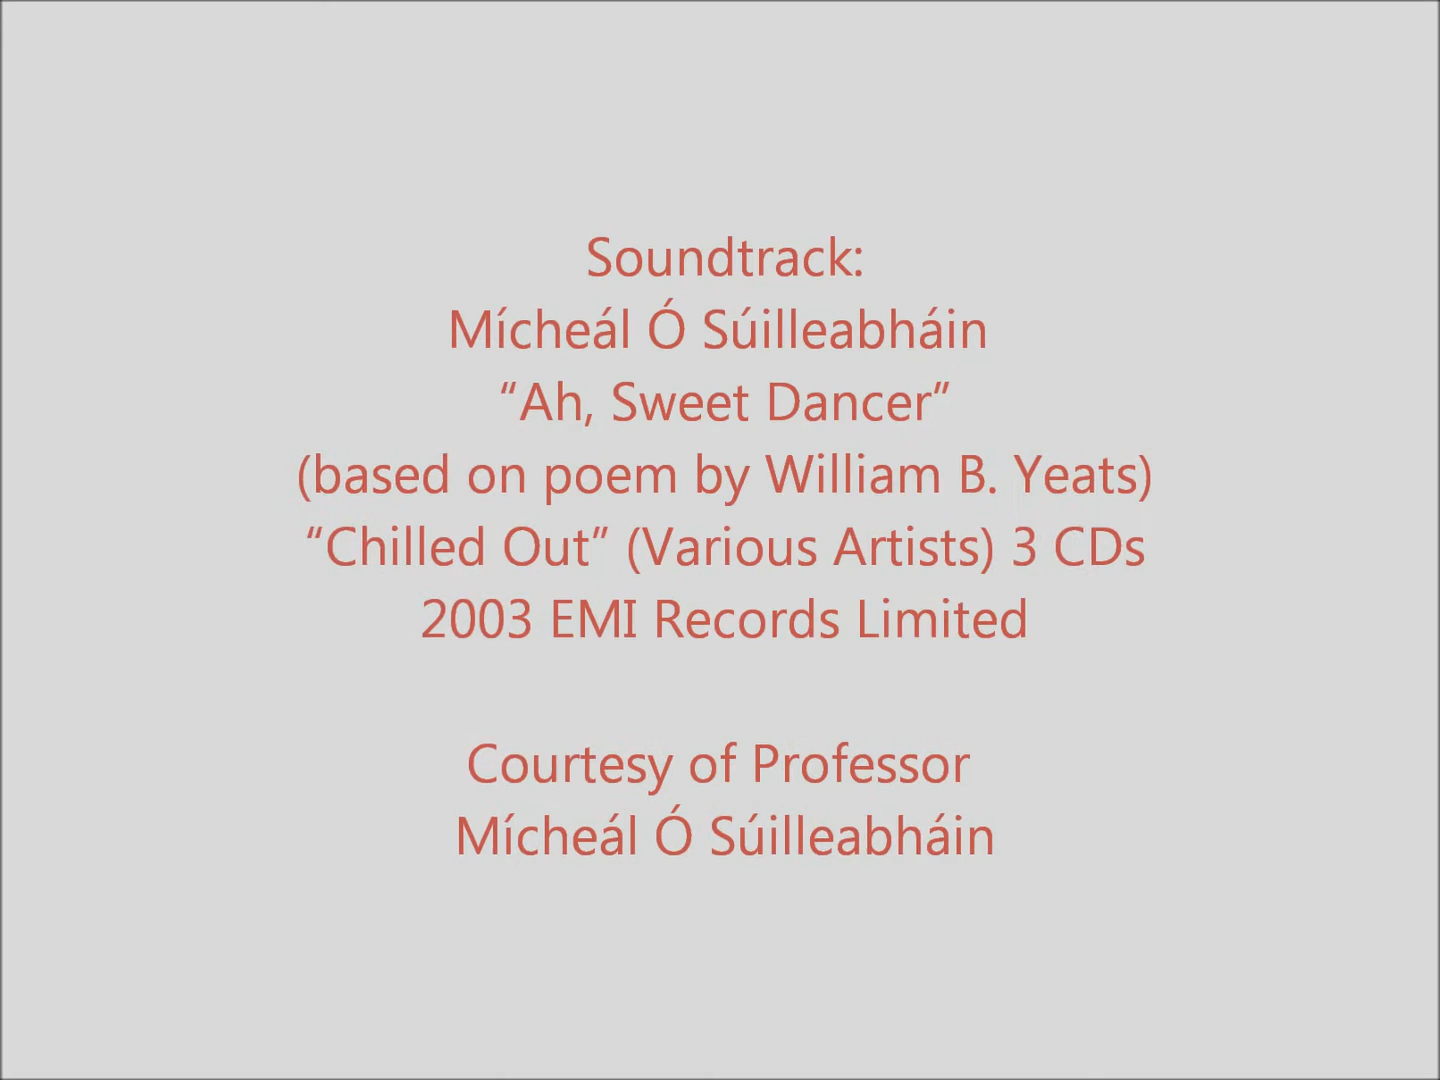 Soundtrack:
Mícheál Ó Súilleabháin
“Ah, Sweet Dancer”
(based on poem by William B. Yeats)
“Chilled Out” (Various Artists) 3 CDs
2003 EMI Records Limited
Courtesy of Professor
Mícheál Ó Súilleabháin